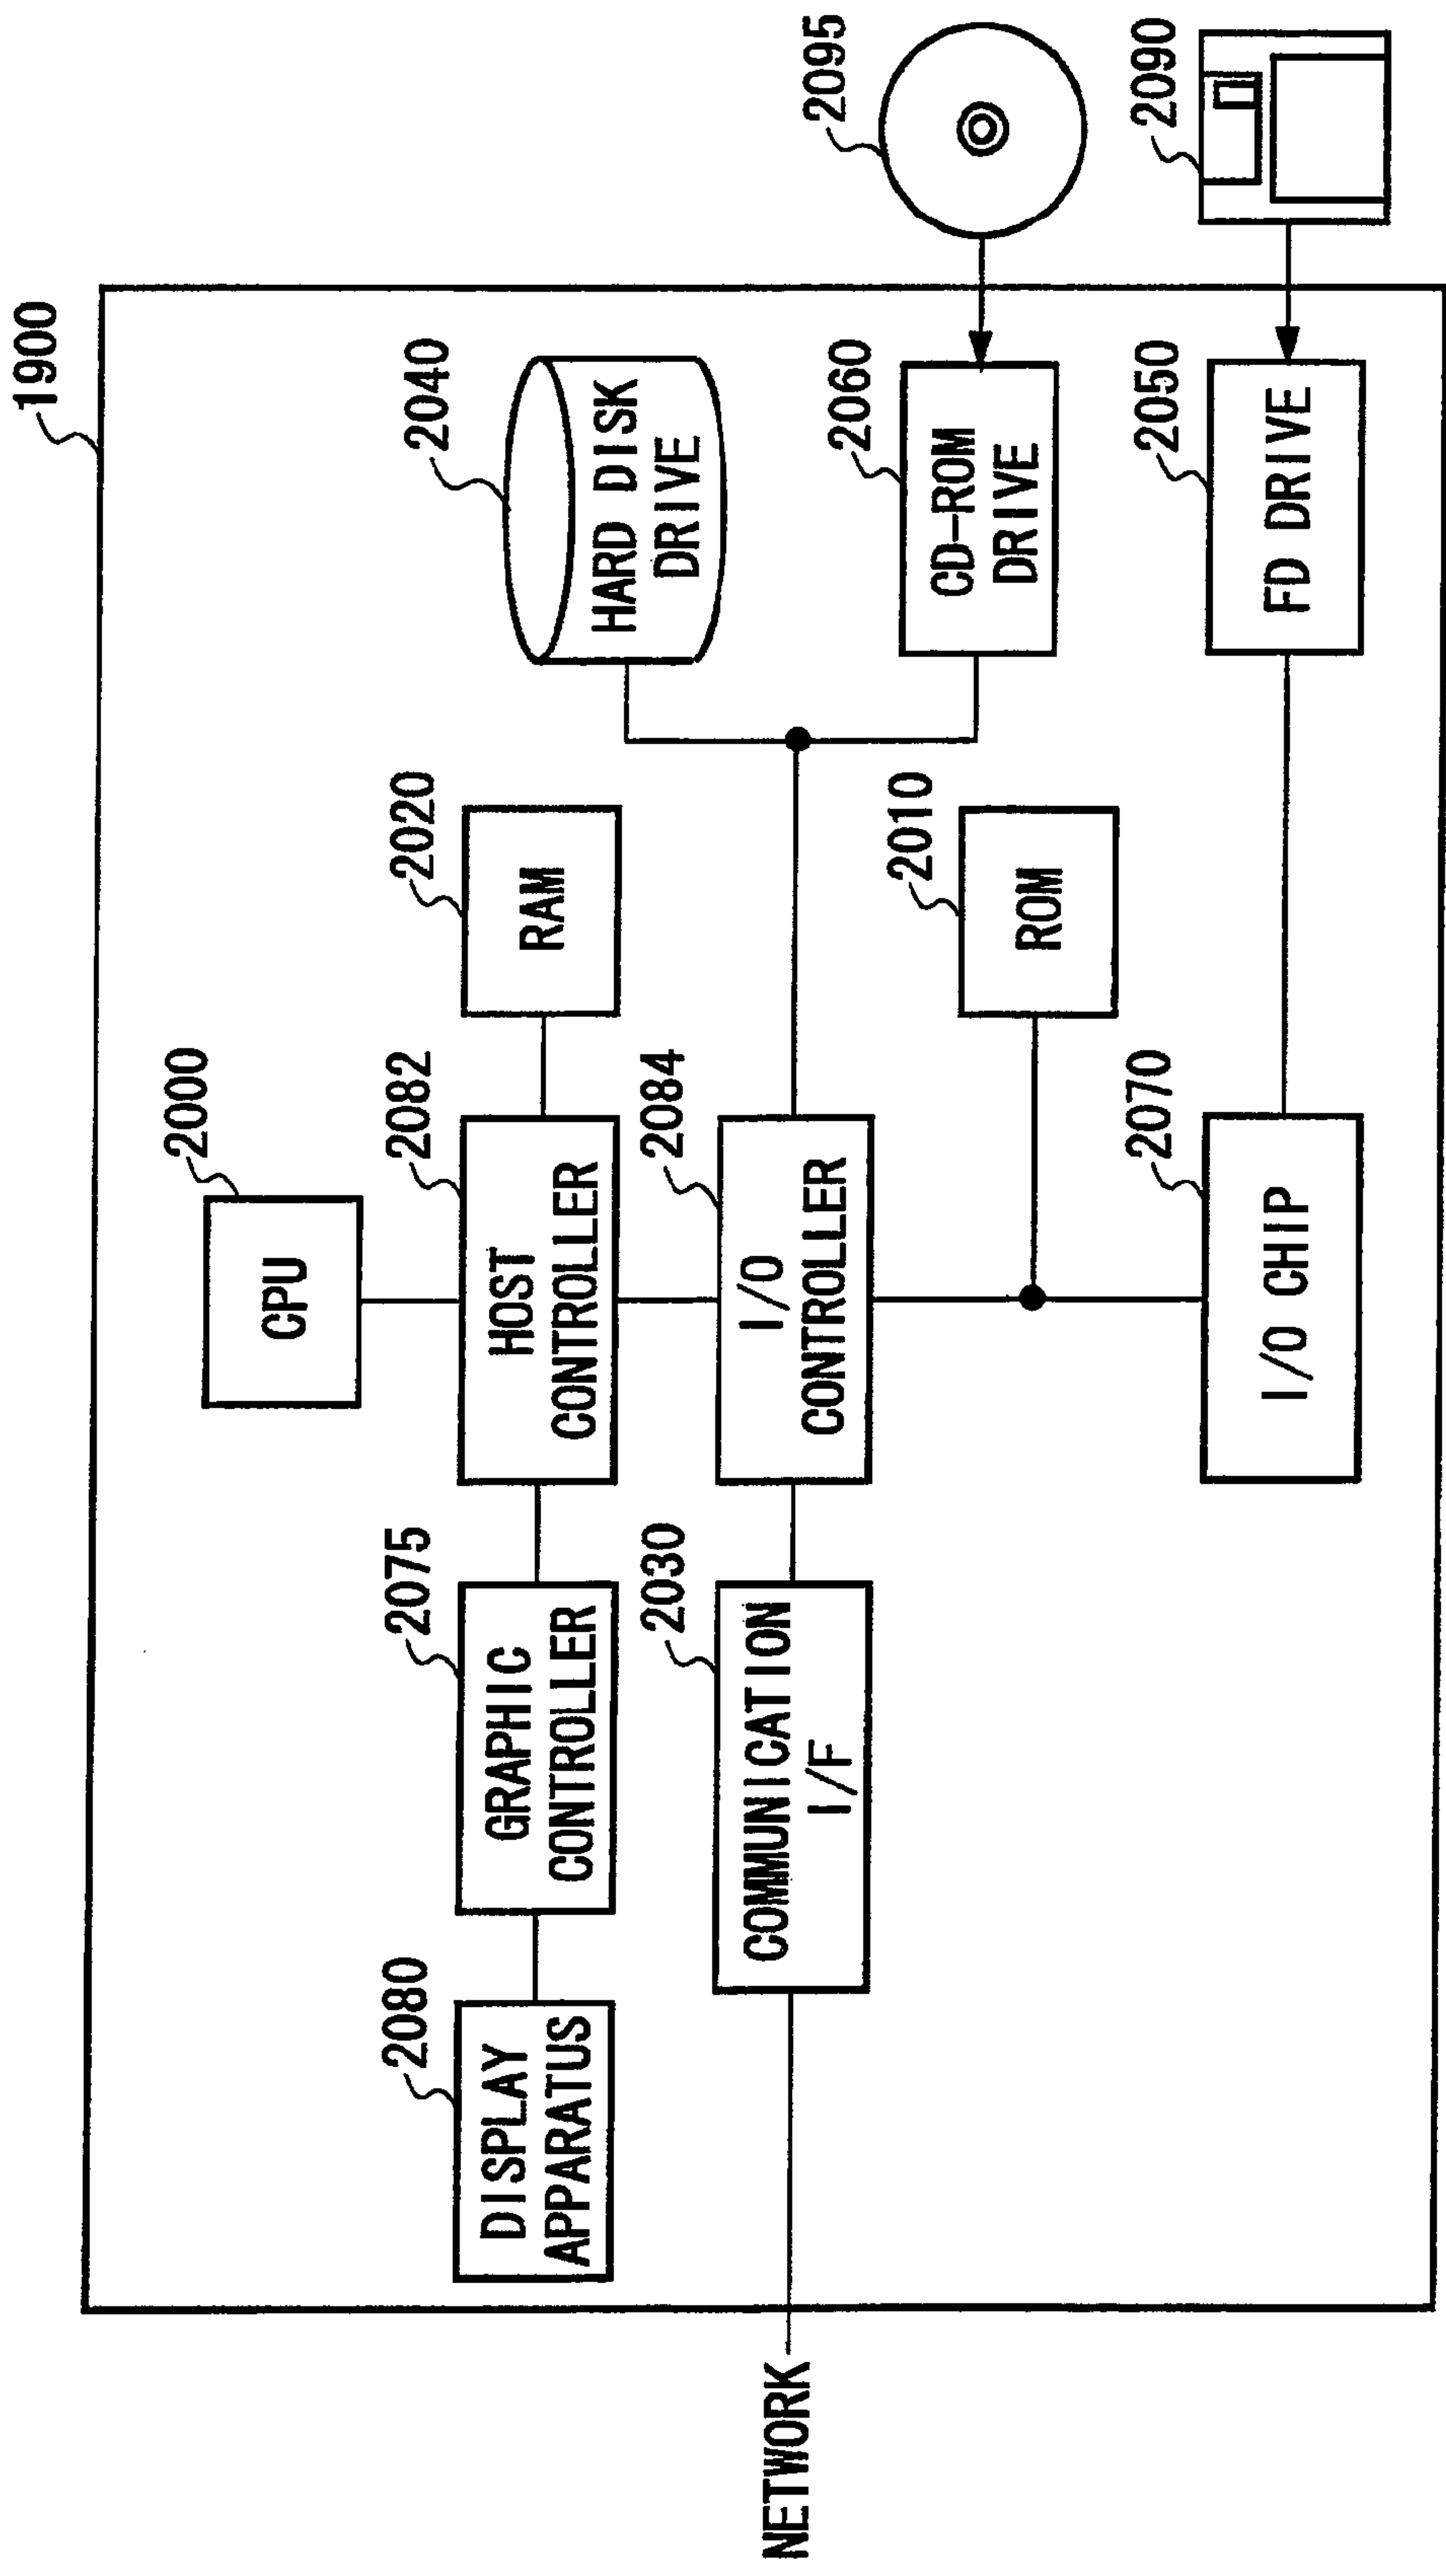 1900
2000
CPU
2080
DISPLAY
APPARATUS
2075
GRAPHIC
CONTROLLER
2082
HOST
CONTROLLER
2020
RAM
2040
HARD DISK
DRIVE
2095
NETWORK
2030
COMMUNICATION
I/F
2084
I/O
CONTROLLER
2010
ROM
2060
CD-ROM
DRIVE
2090
2070
I/O CHIP
2050
FD DRIVE